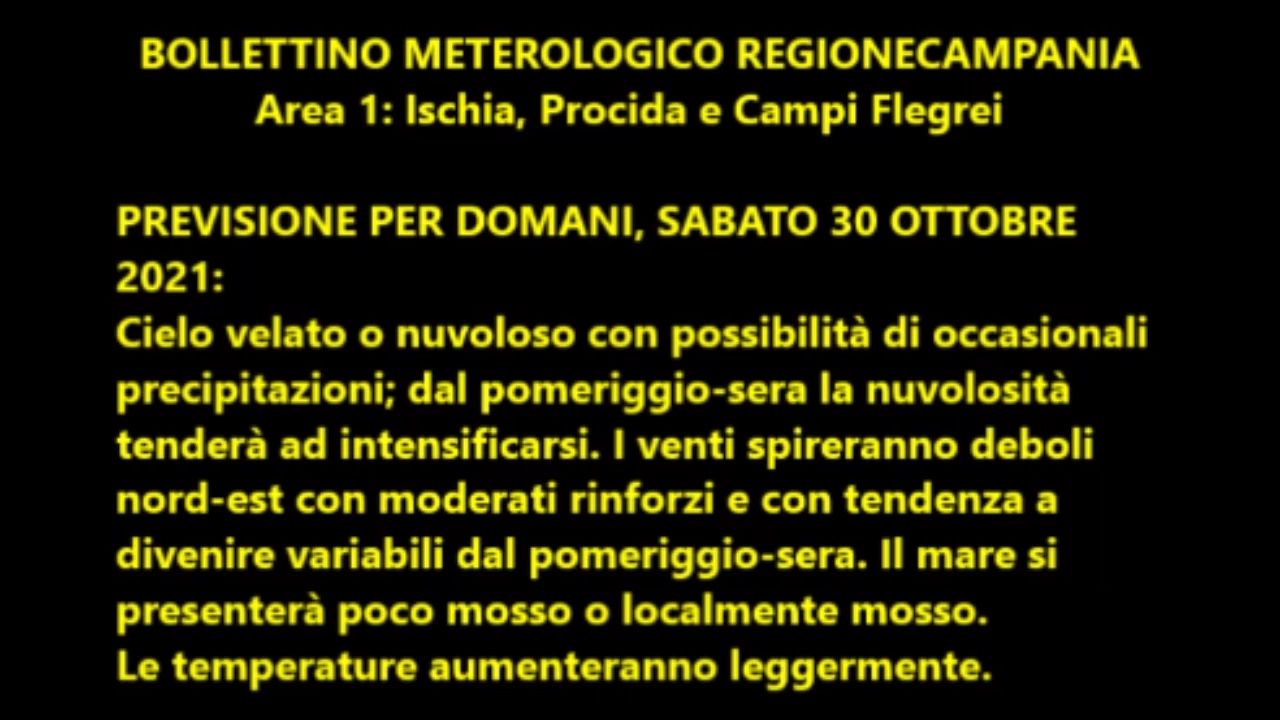 BOLLETTINO METEROLOGICO REGIONECAMPANIA
Area 1: Ischia, Procida e Campi Flegrei
PREVISIONE PER DOMANI, SABATO 30 OTTOBRE
2021:
Cielo velato o nuvoloso con possibilità di occasionali
precipitazioni; dal pomeriggio-sera la nuvolosità
tenderà ad intensificarsi. I venti spireranno deboli
nord-est con moderati rinforzi e con tendenza a
divenire variabili dal pomeriggio-sera. Il mare si
presenterà poco mosso o localmente mosso.
Le temperature aumenteranno leggermente.